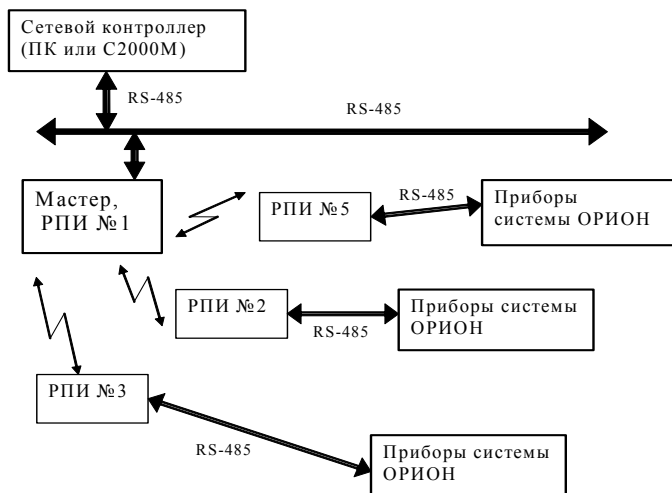 Сетевой контроллер
(ПК или С2000М)
RS-485
RS-485
Мастер,
РПИ №1
РПИ №5
RS-485
Приборы
системы ОРИОН
РПИ №2
RS-485
Приборы системы
ОРИОН
РПИ №3
RS-485
Приборы системы
ОРИОН